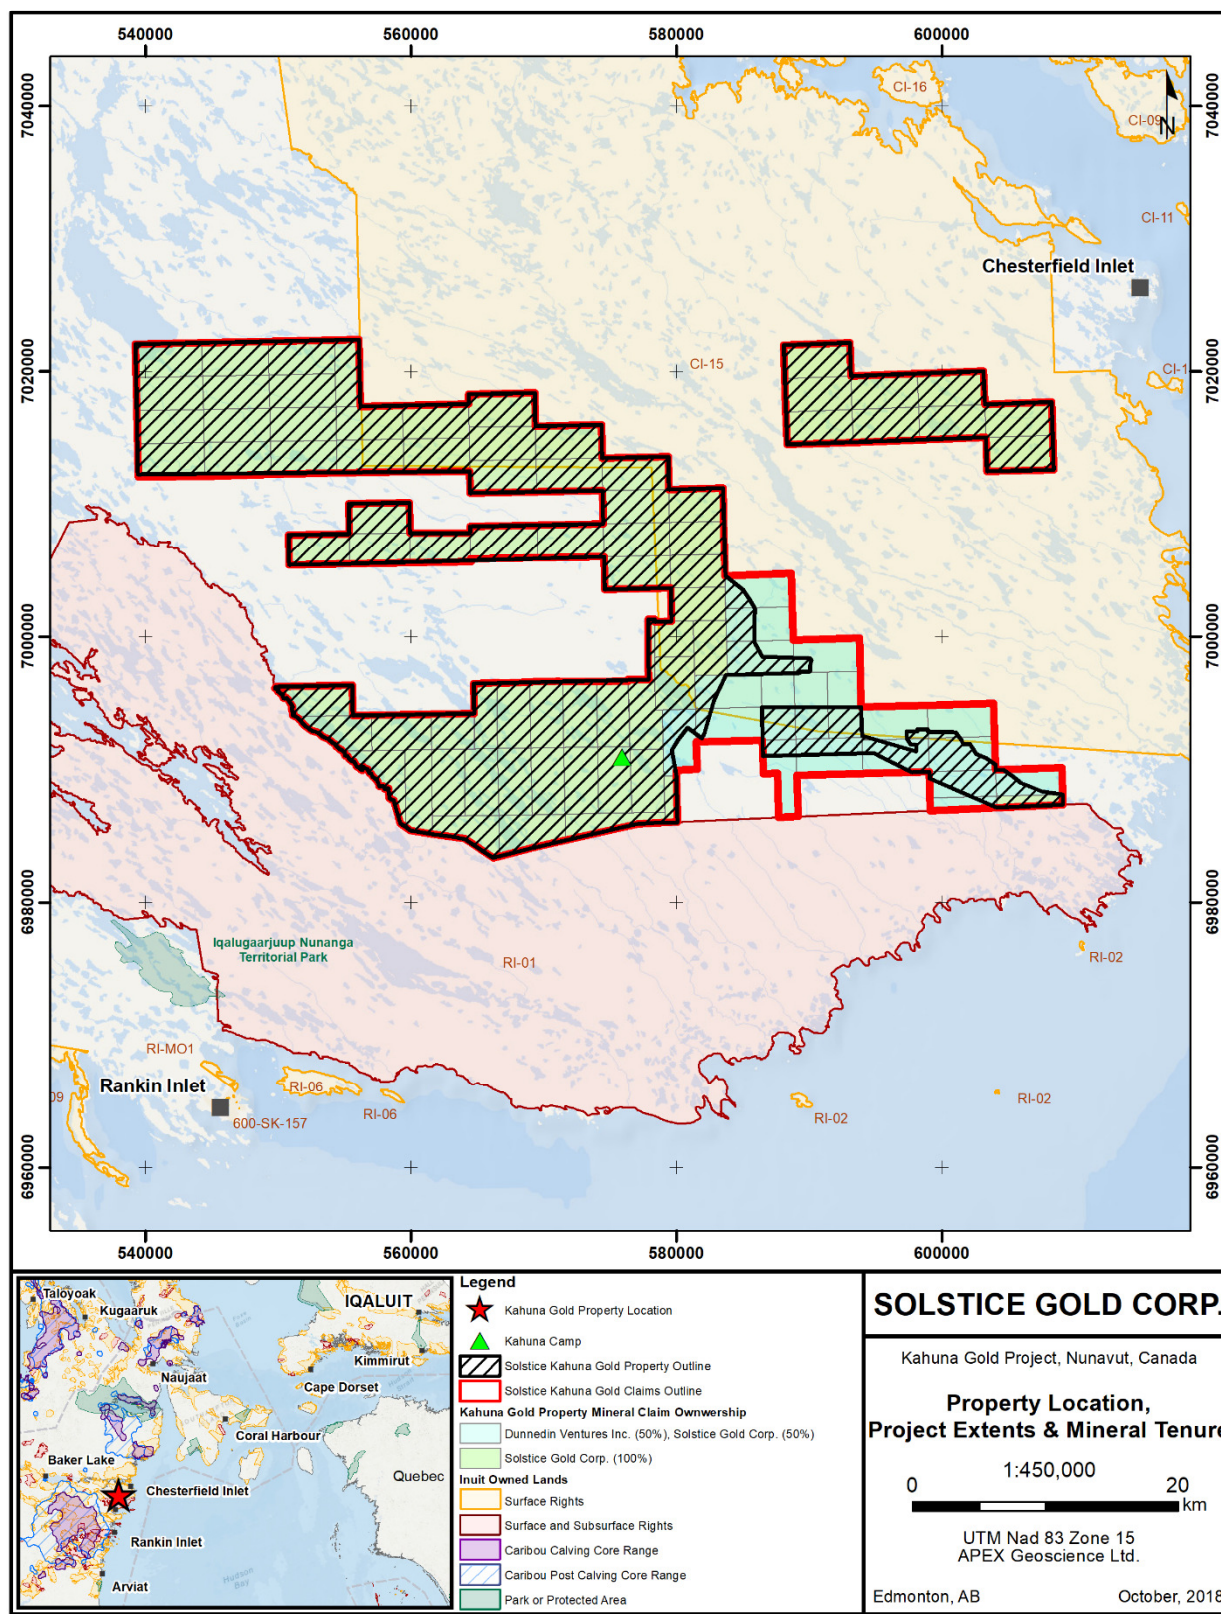 540000 560000 580000 600000
7040000 7040000
CI-16
CI-09
N
CI-11
Chesterfield Inlet
7020000 7020000
CI-15
CI-1
7000000 7000000
6980000 6980000
Iqalugaarjuup Nunanga
Territorial Park
RI-01
RI-02
RI-MO1
Rankin Inlet
09
RI-06
RI-06
600-SK-157
RI-02
RI-02
6960000 6960000
540000 560000 580000 600000
Taloyoak
Kugaaruk
IQALUIT
Kimmirut
Naujaat
Cape Dorset
Coral Harbour
Baker Lake
Quebec
Chesterfield Inlet
Rankin Inlet
Hudson
Bay
Arviat
Legend
Kahuna Gold Property Location
Kahuna Camp
Solstice Kahuna Gold Property Outline
Solstice Kahuna Gold Claims Outline
Kahuna Gold Property Mineral Claim Ownwership
Dunnedin Ventures Inc. (50%), Solstice Gold Corp. (50%)
Solstice Gold Corp. (100%)
Inuit Owned Lands
Surface Rights
Surface and Subsurface Rights
Caribou Calving Core Range
Caribou Post Calving Core Range
Park or Protected Area
SOLSTICE GOLD CORP.
Kahuna Gold Project, Nunavut, Canada
Property Location,
Project Extents & Mineral Tenure
1:450,000
0 20
km
UTM Nad 83 Zone 15
APEX Geoscience Ltd.
Edmonton, AB October, 2018